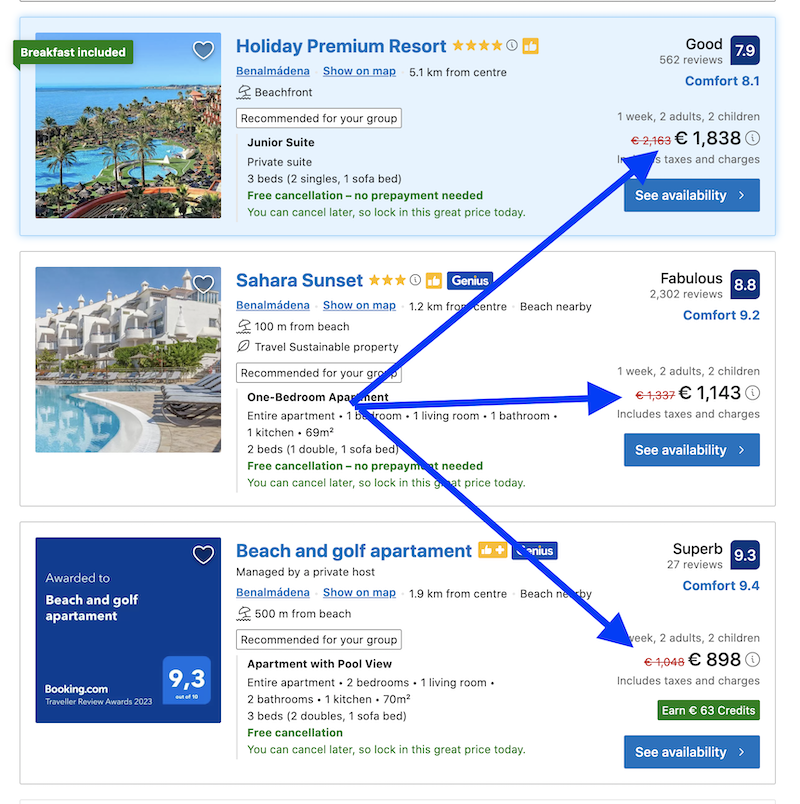 Breakfast included
Holiday Premium Resort
Benalmádena Show on map 5.1 km from centre
Beachfront
Recommended for your group
Junior Suite
Private suite
3 beds (2 singles, 1 sofa bed)
Free cancellation – no prepayment needed
You can cancel later, so lock in this great price today.
Good 7.9
562 reviews
Comfort 8.1
1 week, 2 adults, 2 children
€ 2,163 € 1,838
Includes taxes and charges
See availability
Sahara Sunset Genius
Benalmádena Show on map 1.2 km from centre Beach nearby
100 m from beach
Travel Sustainable property
Recommended for your group
One-Bedroom Apartment
Entire apartment • 1 bedroom • 1 living room • 1 bathroom •
1 kitchen • 69m²
2 beds (1 double, 1 sofa bed)
Free cancellation – no prepayment needed
You can cancel later, so lock in this great price today.
Fabulous 8.8
2,302 reviews
Comfort 9.2
1 week, 2 adults, 2 children
€ 1,337 € 1,143
Includes taxes and charges
See availability
Awarded to
Beach and golf
apartament
9,3
out of 10
Booking.com
Traveller Review Awards 2023
Beach and golf apartament Genius
Managed by a private host
Benalmádena Show on map 1.9 km from centre Beach nearby
500 m from beach
Recommended for your group
Apartment with Pool View
Entire apartment • 2 bedrooms • 1 living room •
2 bathrooms • 1 kitchen • 70m²
3 beds (2 doubles, 1 sofa bed)
Free cancellation
You can cancel later, so lock in this great price today.
Superb 9.3
27 reviews
Comfort 9.4
week, 2 adults, 2 children
€ 1,048 € 898
Includes taxes and charges
Earn € 63 Credits
See availability